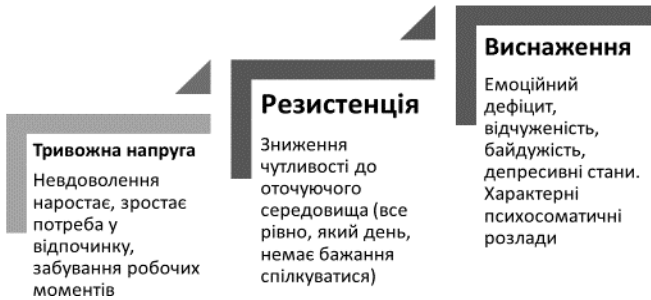 Тривожна напруга
Невдоволення
наростає, зростає
потреба у
відпочинку,
забування робочих
моментів
Резистенція
Зниження
чутливості до
оточуючого
середовища (все
рівно, який день,
немає бажання
спілкуватися)
Виснаження
Емоційний
дефіцит,
відчуженість,
байдужість,
депресивні стани.
Характерні
психосоматичні
розлади